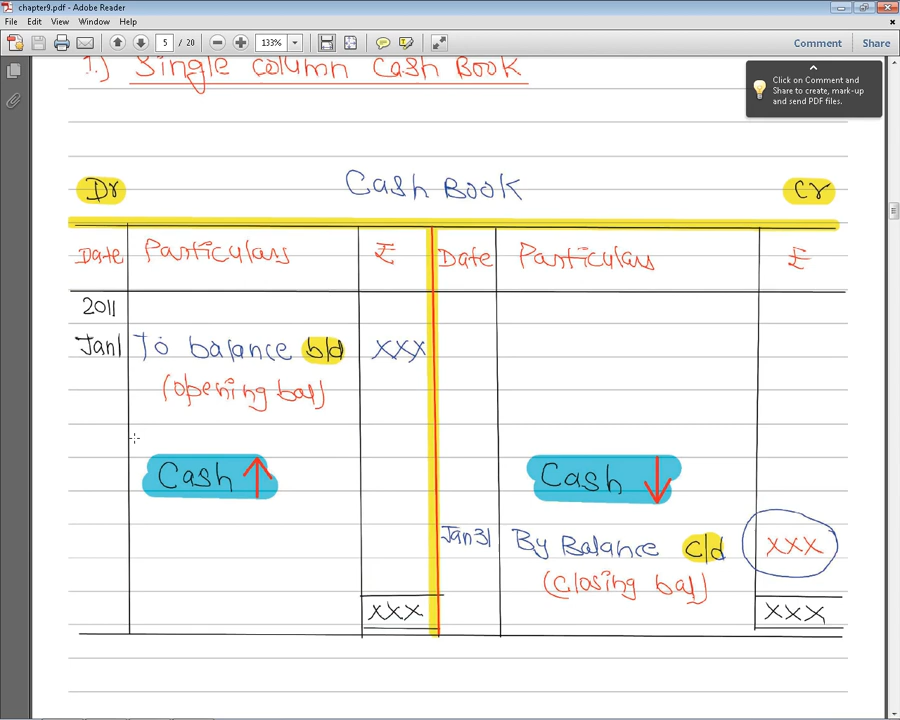 chapter9.pdf - Adobe Reader
File Edit View Window Help
5 / 20 133% Comment Share
Click on Comment and
Share to create, mark-up
and send PDF files.
1.) Single column Cash Book
Dr Cash Book Cr
Date Particulars ₹ Date Particulars ₹
2011
Jan1 To balance b/d XXX
(opening bal)
Cash ↑ Cash ↓
Jan31 By Balance c/d XXX
(Closing bal)
XXX XXX